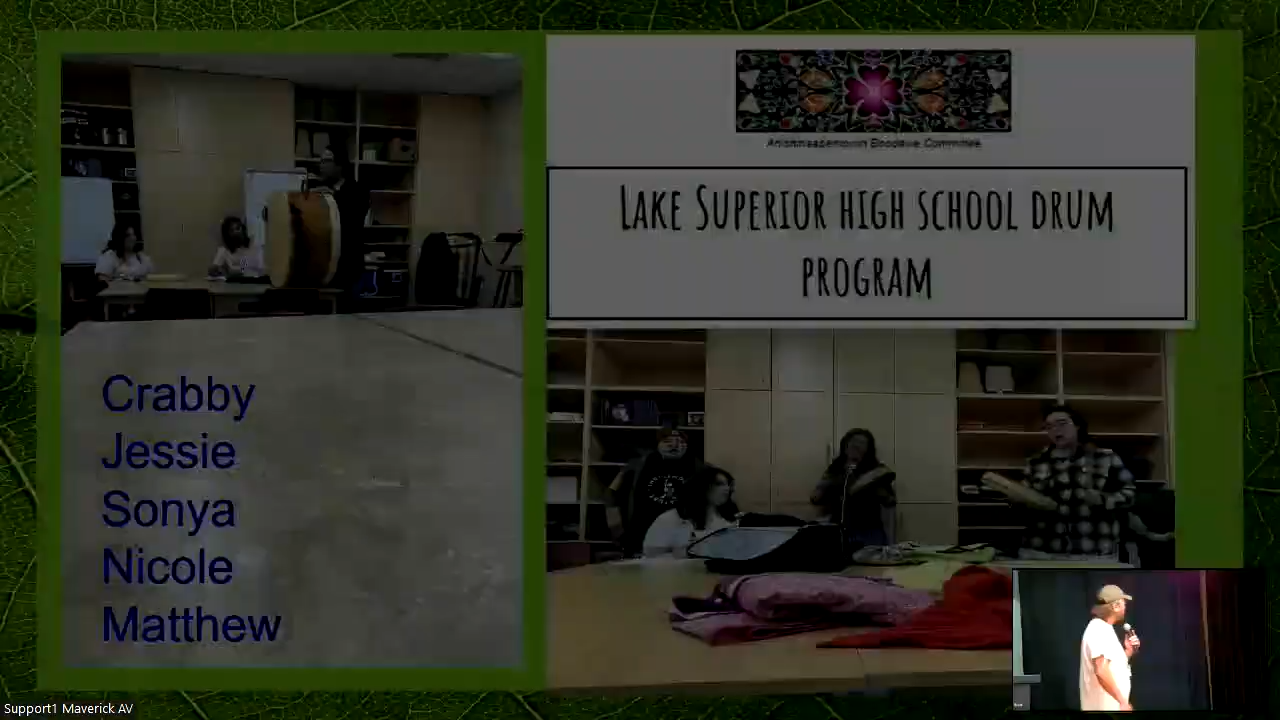 Lake Superior high school drum
program
Crabby
Jessie
Sonya
Nicole
Matthew
Support1 Maverick AV